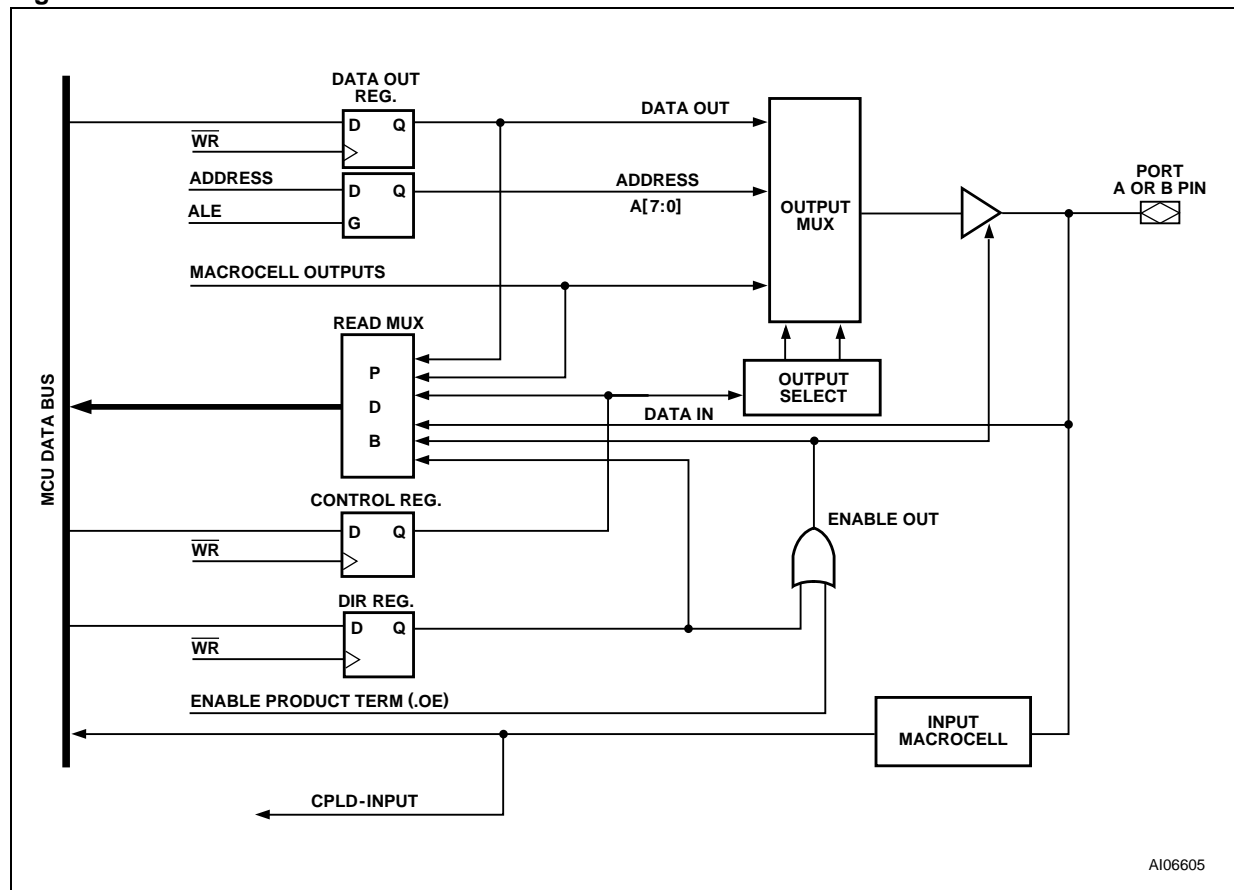 DATA OUT
REG.
D Q
WR
DATA OUT
ADDRESS
D Q
ALE
G
ADDRESS
A[7:0]
OUTPUT
MUX
PORT
A OR B PIN
MACROCELL OUTPUTS
READ MUX
P
D
B
OUTPUT
SELECT
DATA IN
MCU DATA BUS
CONTROL REG.
D Q
WR
ENABLE OUT
DIR REG.
D Q
WR
ENABLE PRODUCT TERM (.OE)
INPUT
MACROCELL
CPLD-INPUT
AI06605